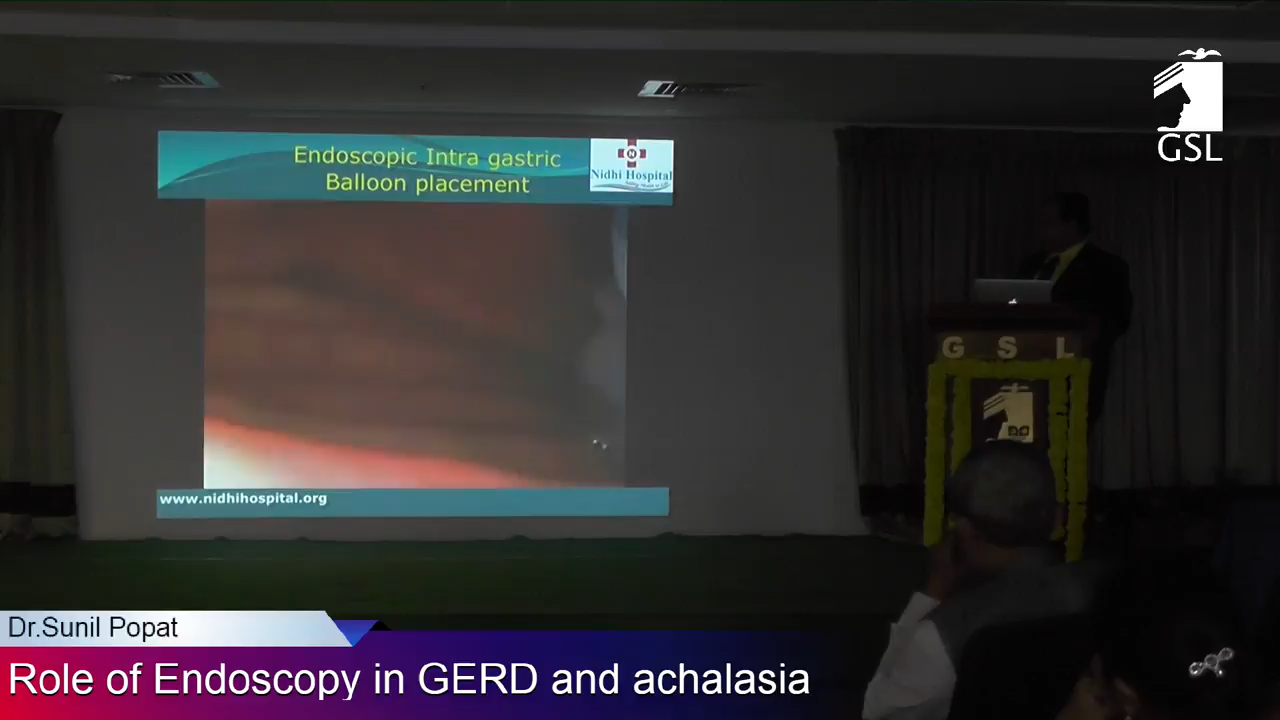 Endoscopic Intra gastric
Balloon placement
Nidhi Hospital
GSL
G S L
www.nidhihospital.org
Dr.Sunil Popat
Role of Endoscopy in GERD and achalasia